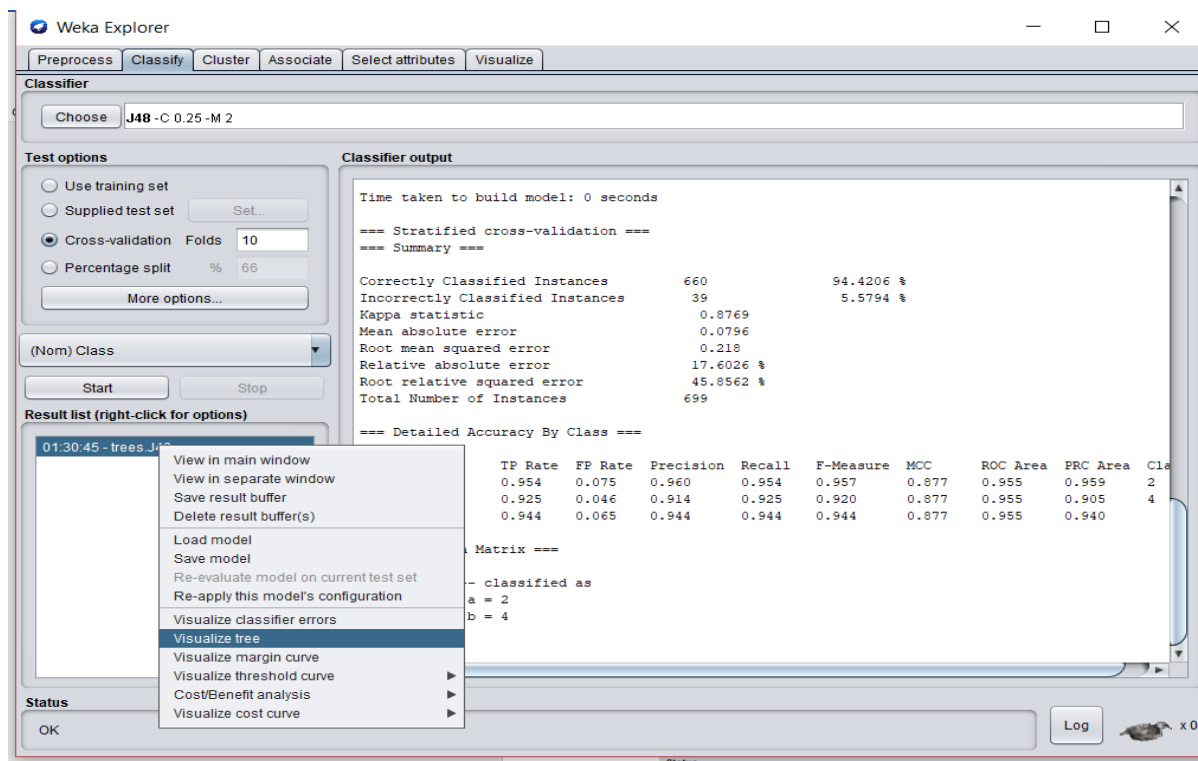 Weka Explorer
Preprocess Classify Cluster Associate Select attributes Visualize
Classifier
Choose J48 -C 0.25 -M 2
Test options
Use training set
Supplied test set Set...
Cross-validation Folds 10
Percentage split % 66
More options...
(Nom) Class
Start Stop
Result list (right-click for options)
01:30:45 - trees.J48
View in main window
View in separate window
Save result buffer
Delete result buffer(s)
Load model
Save model
Re-evaluate model on current test set
Re-apply this model's configuration
Visualize classifier errors
Visualize tree
Visualize margin curve
Visualize threshold curve
Cost/Benefit analysis
Visualize cost curve
Classifier output
Time taken to build model: 0 seconds
=== Stratified cross-validation ===
=== Summary ===
Correctly Classified Instances 660 94.4206 %
Incorrectly Classified Instances 39 5.5794 %
Kappa statistic 0.8769
Mean absolute error 0.0796
Root mean squared error 0.218
Relative absolute error 17.6026 %
Root relative squared error 45.8562 %
Total Number of Instances 699
=== Detailed Accuracy By Class ===
TP Rate FP Rate Precision Recall F-Measure MCC ROC Area PRC Area Cla
0.954 0.075 0.960 0.954 0.957 0.877 0.955 0.959 2
0.925 0.046 0.914 0.925 0.920 0.877 0.955 0.905 4
0.944 0.065 0.944 0.944 0.944 0.877 0.955 0.940
Matrix ===
-- classified as
a = 2
b = 4
Status
OK
Log x 0